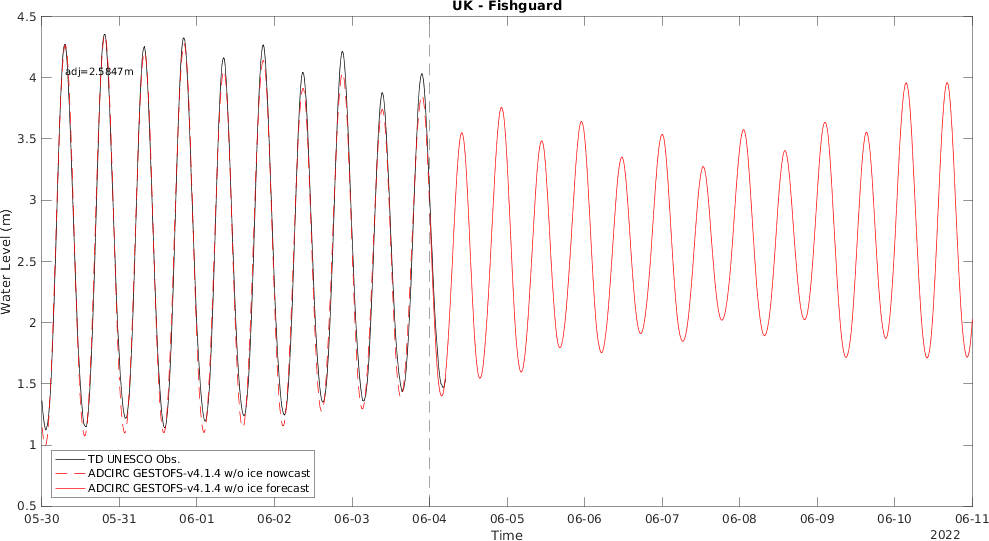 UK - Fishguard
4.5
4
3.5
3
2.5
2
1.5
1
0.5
Water Level (m)
adj=2.5847m
TD UNESCO Obs.
ADCIRC GESTOFS-v4.1.4 w/o ice nowcast
ADCIRC GESTOFS-v4.1.4 w/o ice forecast
05-30 05-31 06-01 06-02 06-03 06-04 06-05 06-06 06-07 06-08 06-09 06-10 06-11
Time
2022